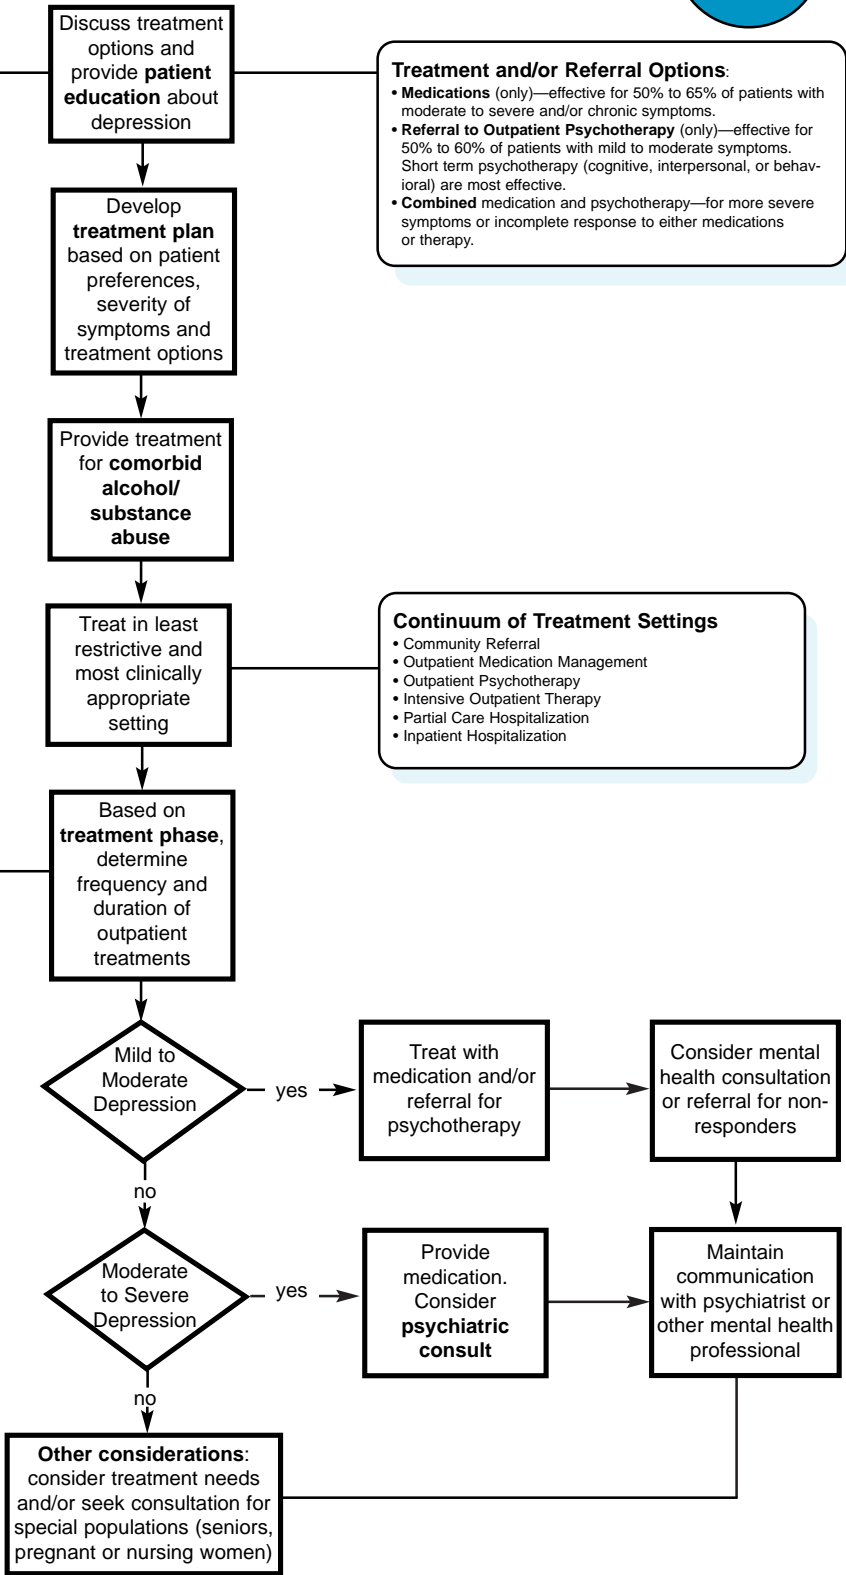 Discuss treatment
options and
provide patient
education about
depression
Treatment and/or Referral Options:
• Medications (only)—effective for 50% to 65% of patients with
moderate to severe and/or chronic symptoms.
• Referral to Outpatient Psychotherapy (only)—effective for
50% to 60% of patients with mild to moderate symptoms.
Short term psychotherapy (cognitive, interpersonal, or behav-
ioral) are most effective.
• Combined medication and psychotherapy—for more severe
symptoms or incomplete response to either medications
or therapy.
Develop
treatment plan
based on patient
preferences,
severity of
symptoms and
treatment options
Provide treatment
for comorbid
alcohol/
substance
abuse
Treat in least
restrictive and
most clinically
appropriate
setting
Continuum of Treatment Settings
• Community Referral
• Outpatient Medication Management
• Outpatient Psychotherapy
• Intensive Outpatient Therapy
• Partial Care Hospitalization
• Inpatient Hospitalization
Based on
treatment phase,
determine
frequency and
duration of
outpatient
treatments
Mild to
Moderate
Depression
yes
Treat with
medication and/or
referral for
psychotherapy
Consider mental
health consultation
or referral for non-
responders
no
Moderate
to Severe
Depression
yes
Provide
medication.
Consider
psychiatric
consult
Maintain
communication
with psychiatrist or
other mental health
professional
no
Other considerations:
consider treatment needs
and/or seek consultation for
special populations (seniors,
pregnant or nursing women)